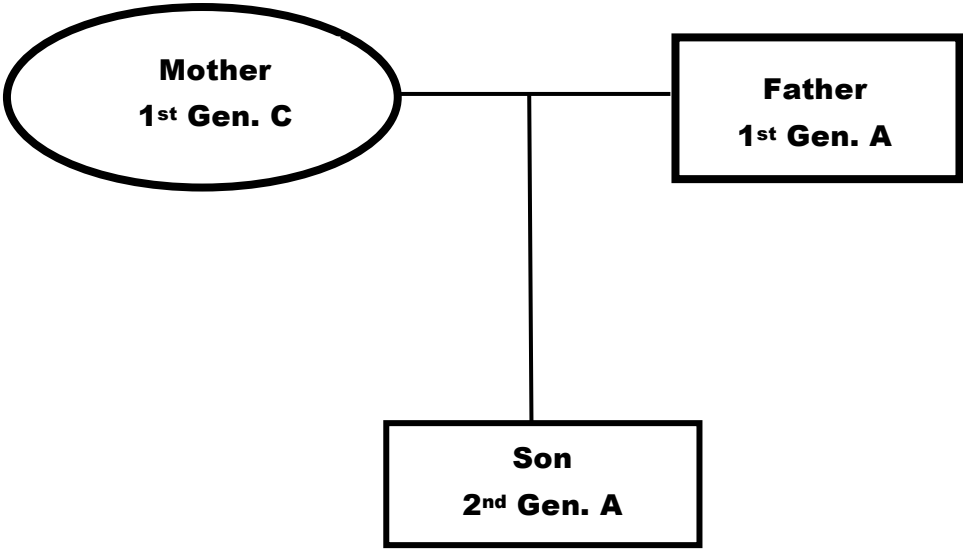 Mother
1st Gen. C
Father
1st Gen. A
Son
2nd Gen. A